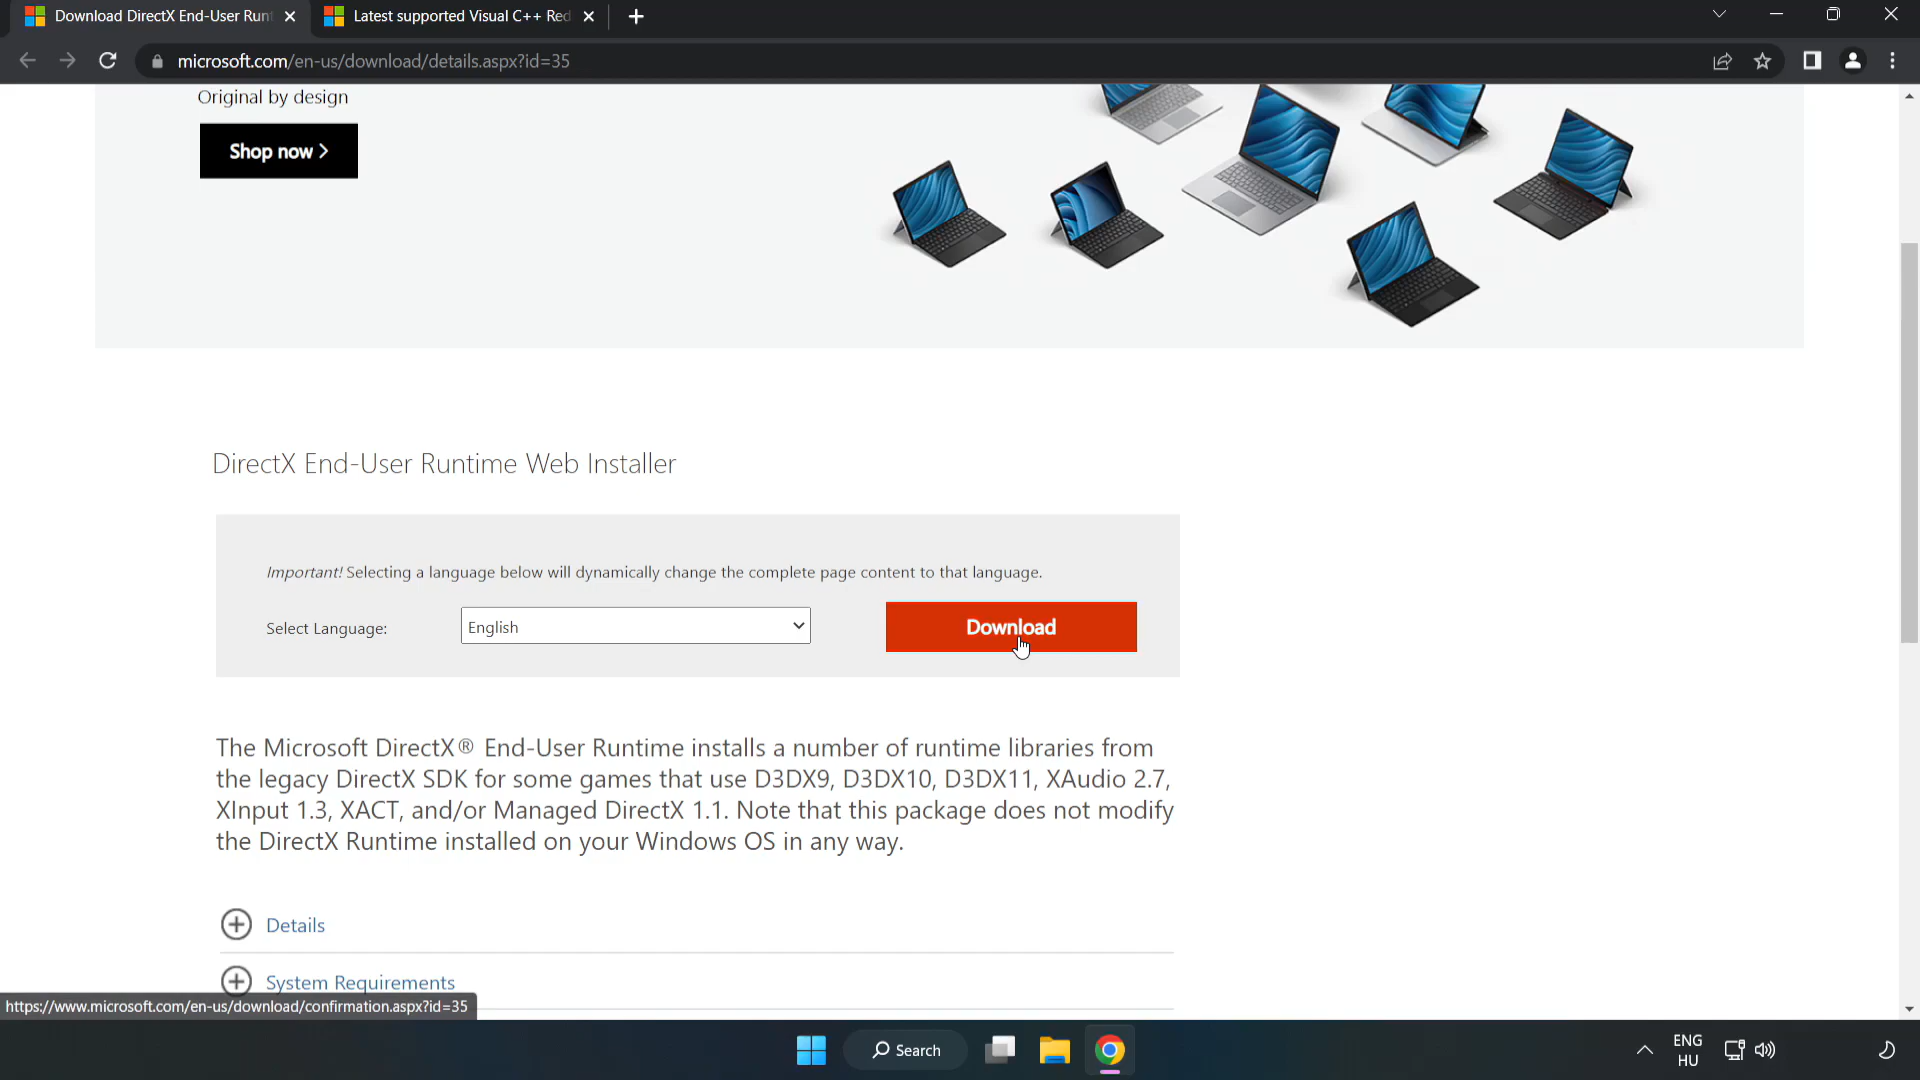 Download DirectX End-User Runt
Latest supported Visual C++ Red
microsoft.com/en-us/download/details.aspx?id=35
Original by design
Shop now >
DirectX End-User Runtime Web Installer
Important! Selecting a language below will dynamically change the complete page content to that language.
Select Language:
English
Download
The Microsoft DirectX® End-User Runtime installs a number of runtime libraries from
the legacy DirectX SDK for some games that use D3DX9, D3DX10, D3DX11, XAudio 2.7,
XInput 1.3, XACT, and/or Managed DirectX 1.1. Note that this package does not modify
the DirectX Runtime installed on your Windows OS in any way.
Details
System Requirements
https://www.microsoft.com/en-us/download/confirmation.aspx?id=35
Search
ENG
HU